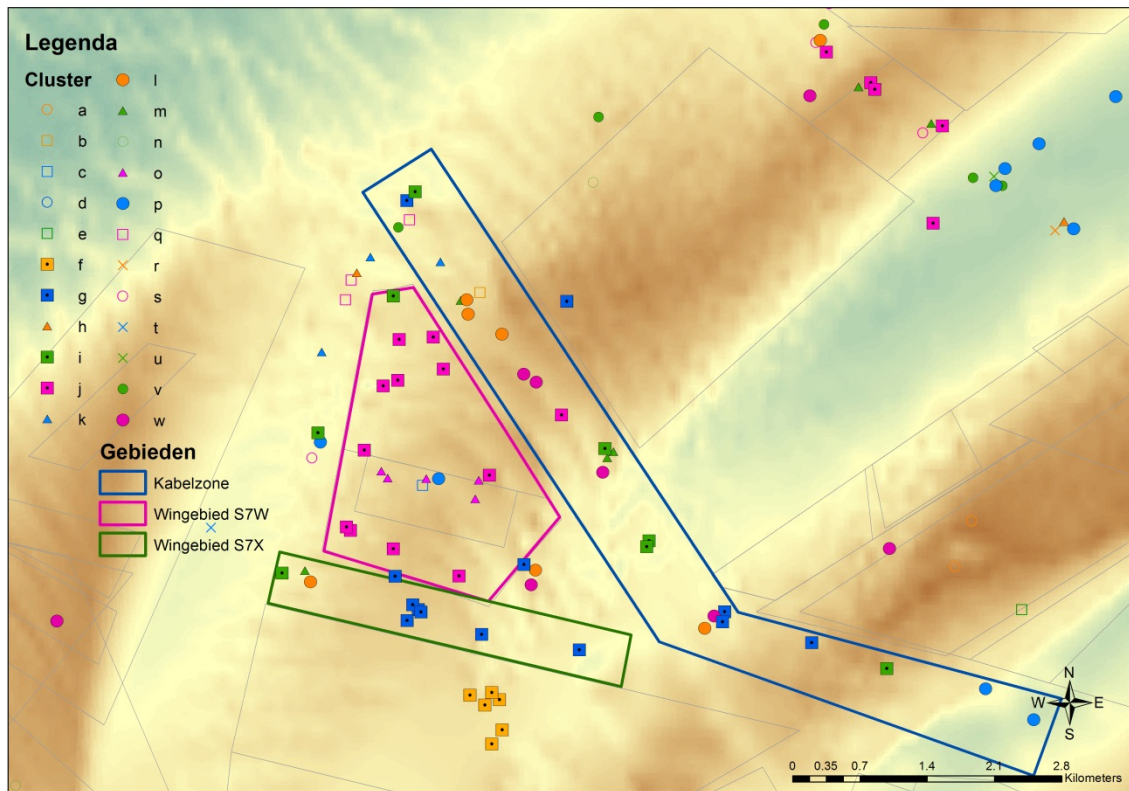 Legenda
Cluster
a
b
c
d
e
f
g
h
i
j
k
l
m
n
o
p
q
r
s
t
u
v
w
Gebieden
Kabelzone
Wingebied S7W
Wingebied S7X
N
W E
S
0 0.35 0.7 1.4 2.1 2.8
Kilometers